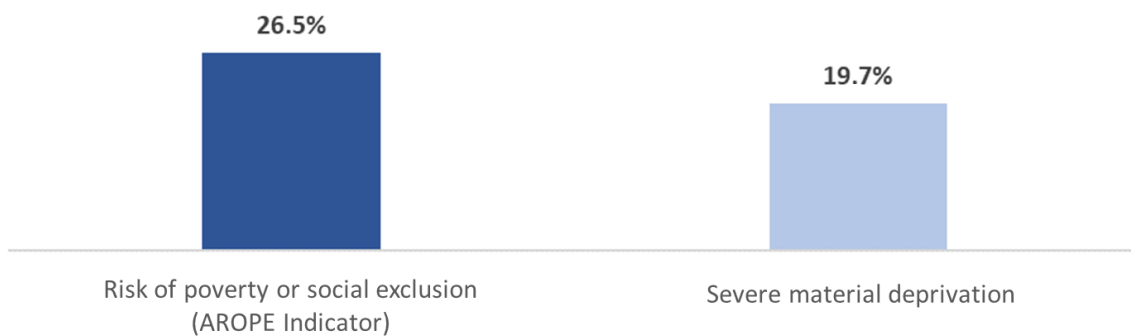 26.5%
19.7%
Risk of poverty or social exclusion
(AROPE Indicator)
Severe material deprivation